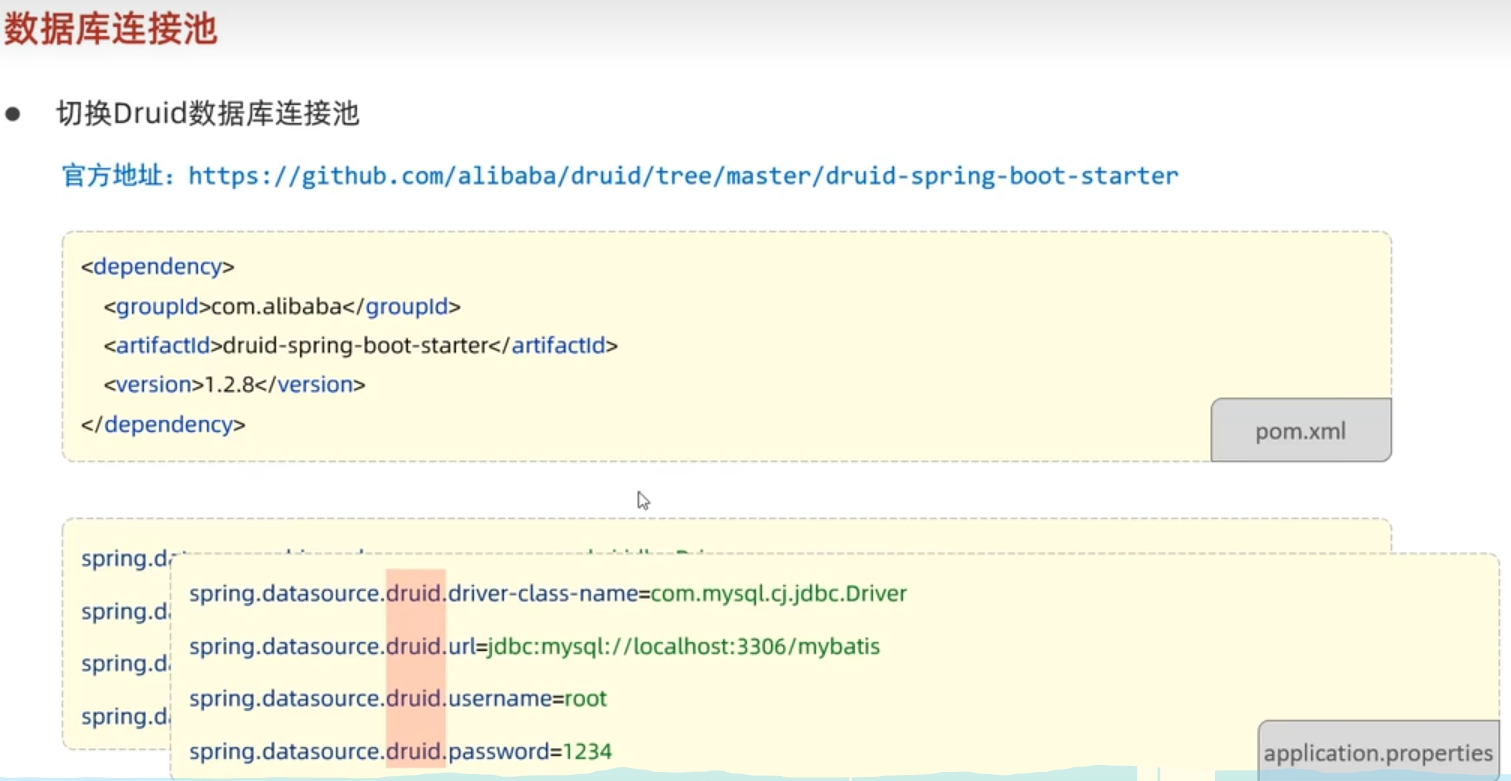 数据库连接池
● 切换Druid数据库连接池
官方地址：https://github.com/alibaba/druid/tree/master/druid-spring-boot-starter
<dependency>
<groupId>com.alibaba</groupId>
<artifactId>druid-spring-boot-starter</artifactId>
<version>1.2.8</version>
</dependency>
pom.xml
spring.da
spring.d
spring.d
spring.d
spring.datasource.druid.driver-class-name=com.mysql.cj.jdbc.Driver
spring.datasource.druid.url=jdbc:mysql://localhost:3306/mybatis
spring.datasource.druid.username=root
spring.datasource.druid.password=1234
application.properties